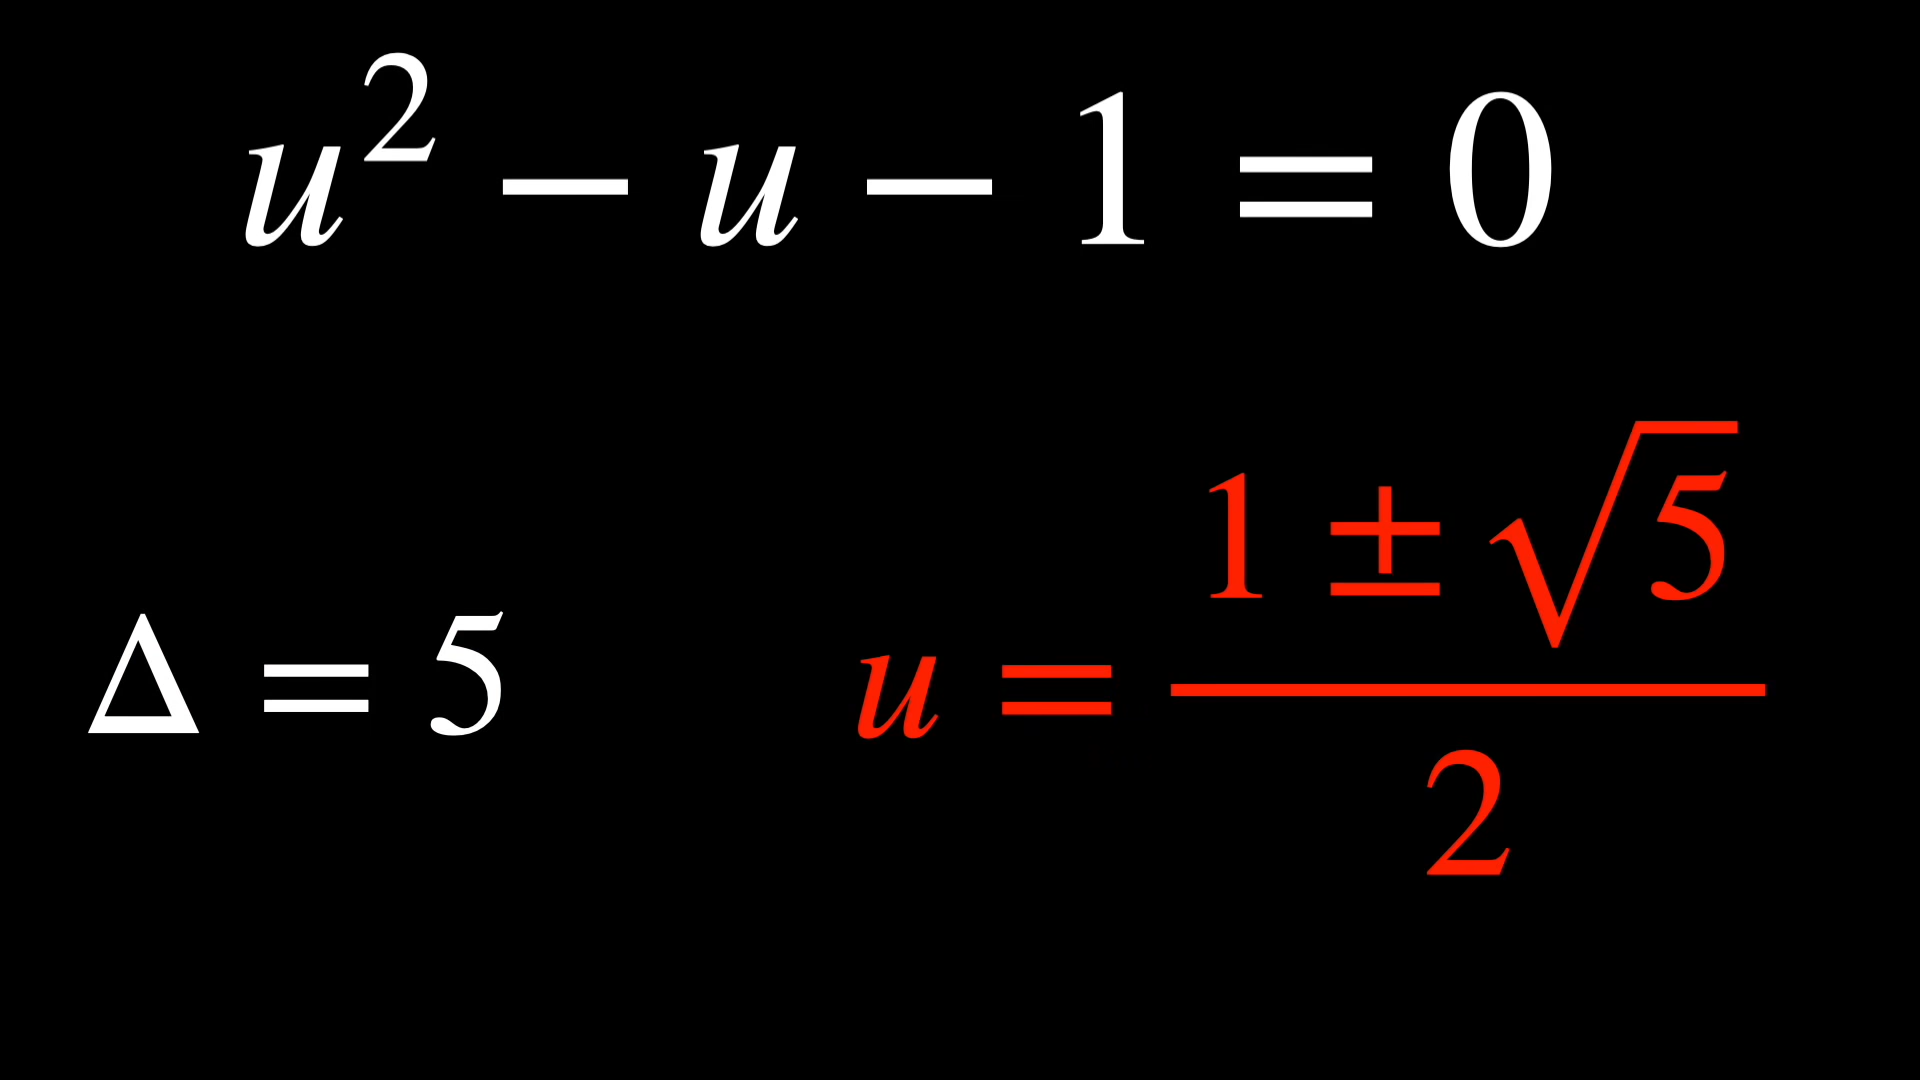 u² − u − 1 = 0
Δ = 5
u = (1 ± √5) / 2